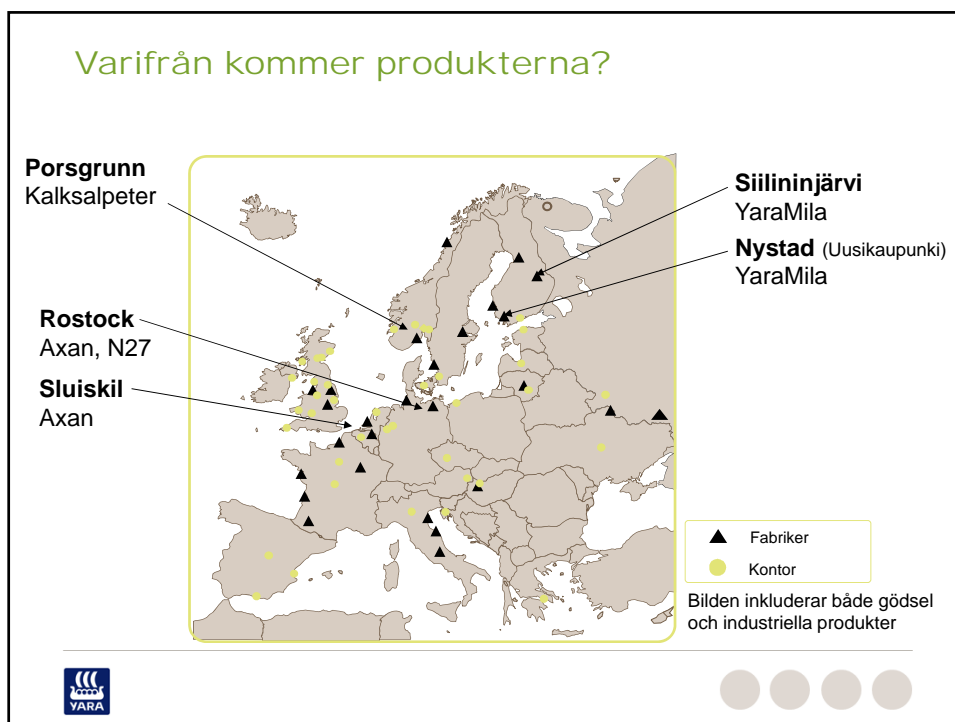 Varifrån kommer produkterna?
Porsgrunn
Kalksalpeter
Rostock
Axan, N27
Sluiskil
Axan
Siilininjärvi
YaraMila
Nystad (Uusikaupunki)
YaraMila
Fabriker
Kontor
Bilden inkluderar både gödsel
och industriella produkter
YARA